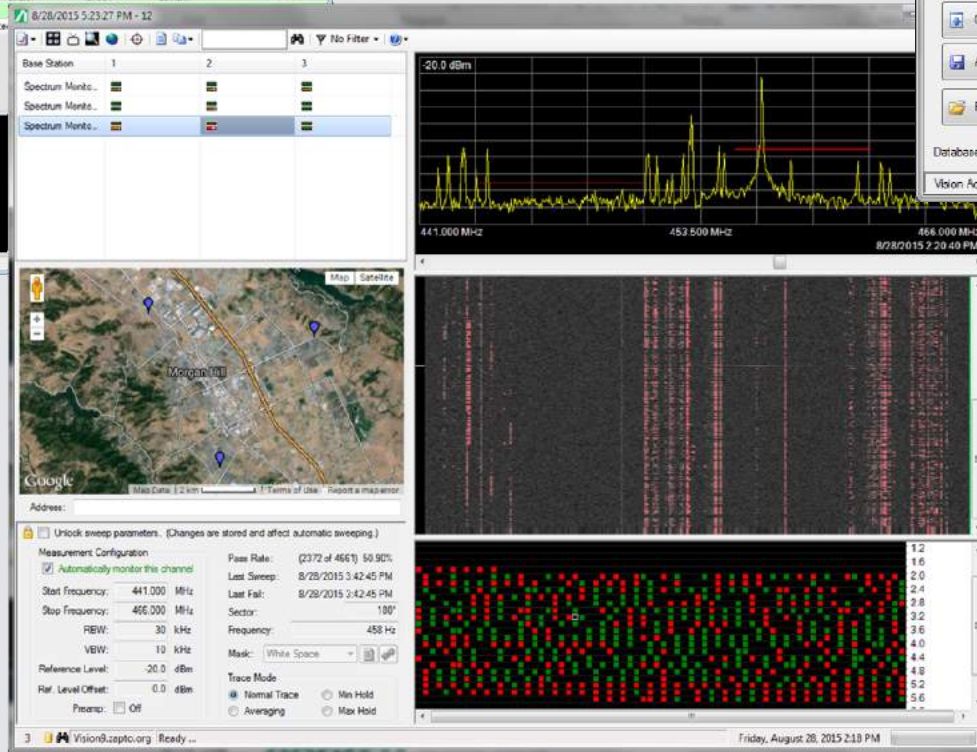 8/28/2015 5:23:27 PM - 12
No Filter
Base Station 1 2 3
Spectrum Monito...
Spectrum Monito...
Spectrum Monito...
-20.0 dBm
441.000 MHz 453.500 MHz 466.000 MHz
8/28/2015 2:20:40 PM
Database
Map Satellite
Morgan Hill
Google
Map Data 2 km Terms of Use Report a map error
Address:
Unlock sweep parameters. (Changes are stored and affect automatic sweeping.)
Measurement Configuration
Automatically monitor this channel
Start Frequency: 441.000 MHz
Stop Frequency: 466.000 MHz
RBW: 30 kHz
VBW: 10 kHz
Reference Level: -20.0 dBm
Ref. Level Offset: 0.0 dBm
Preamp: Off
Pass Rate: (2372 of 4661) 50.90%
Last Sweep: 8/28/2015 3:42:45 PM
Last Fail: 8/28/2015 3:42:45 PM
Sector: 180°
Frequency: 458 Hz
Mask: White Space
Trace Mode
Normal Trace Min Hold
Averaging Max Hold
1.2
1.6
2.0
2.4
2.8
3.2
3.6
4.0
4.4
4.8
5.2
5.6
3 Vision9.zapto.org Ready ...
Friday, August 28, 2015 2:18 PM